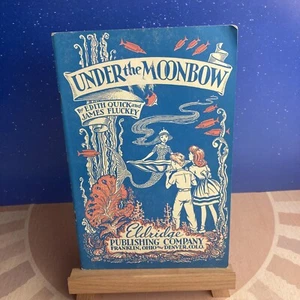 UNDER the MOONBOW
BY EDITH QUICK and
JAMES FLUCKEY
Eldridge
PUBLISHING COMPANY
FRANKLIN, OHIO and DENVER, COLO.